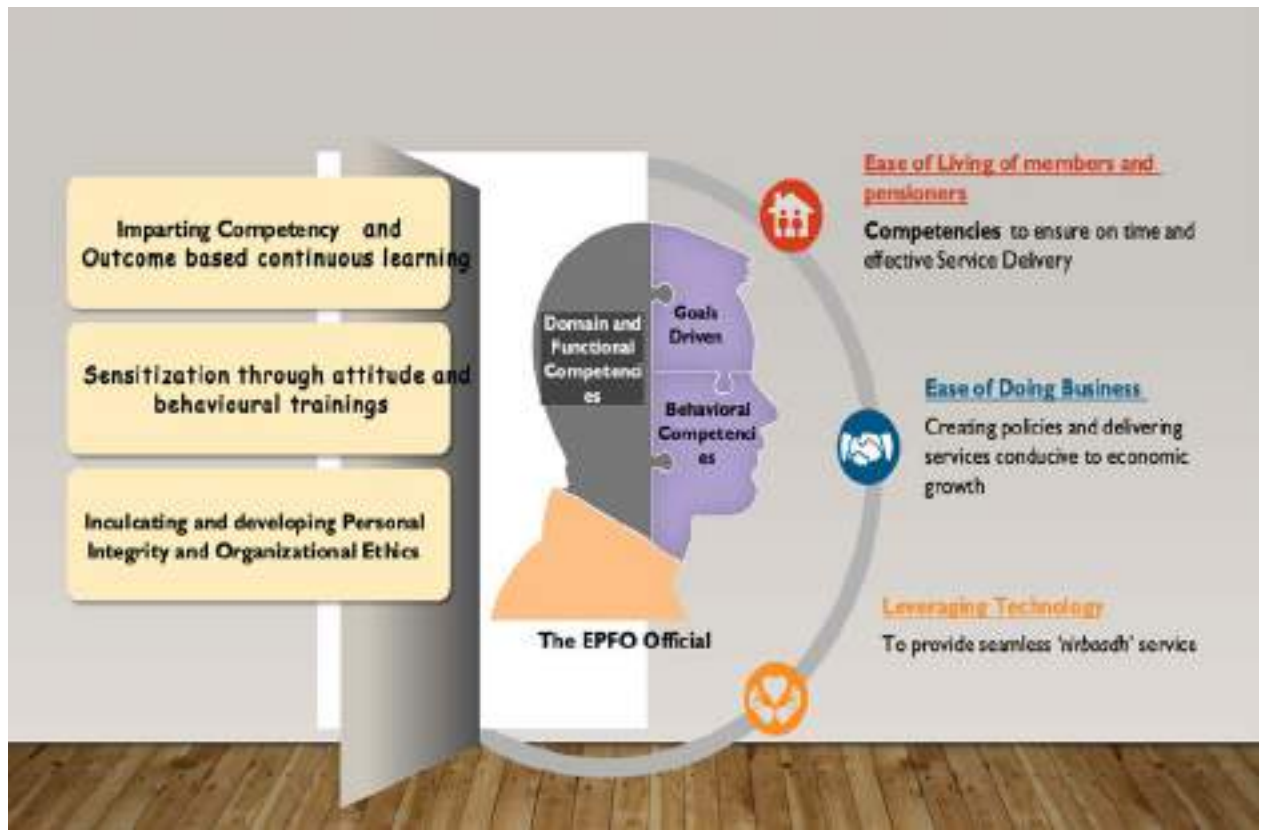 Imparting Competency and
Outcome based continuous learning
Sensitization through attitude and
behavioural trainings
Inculcating and developing Personal
Integrity and Organizational Ethics
Domain and
Functional
Competenci
es
Goals
Driven
Behavioral
Competenci
es
The EPFO Official
Ease of Living of members and
pensioners
Competencies to ensure on time and
effective Service Delivery
Ease of Doing Business
Creating policies and delivering
services conducive to economic
growth
Leveraging Technology
To provide seamless 'nirbaadh' service